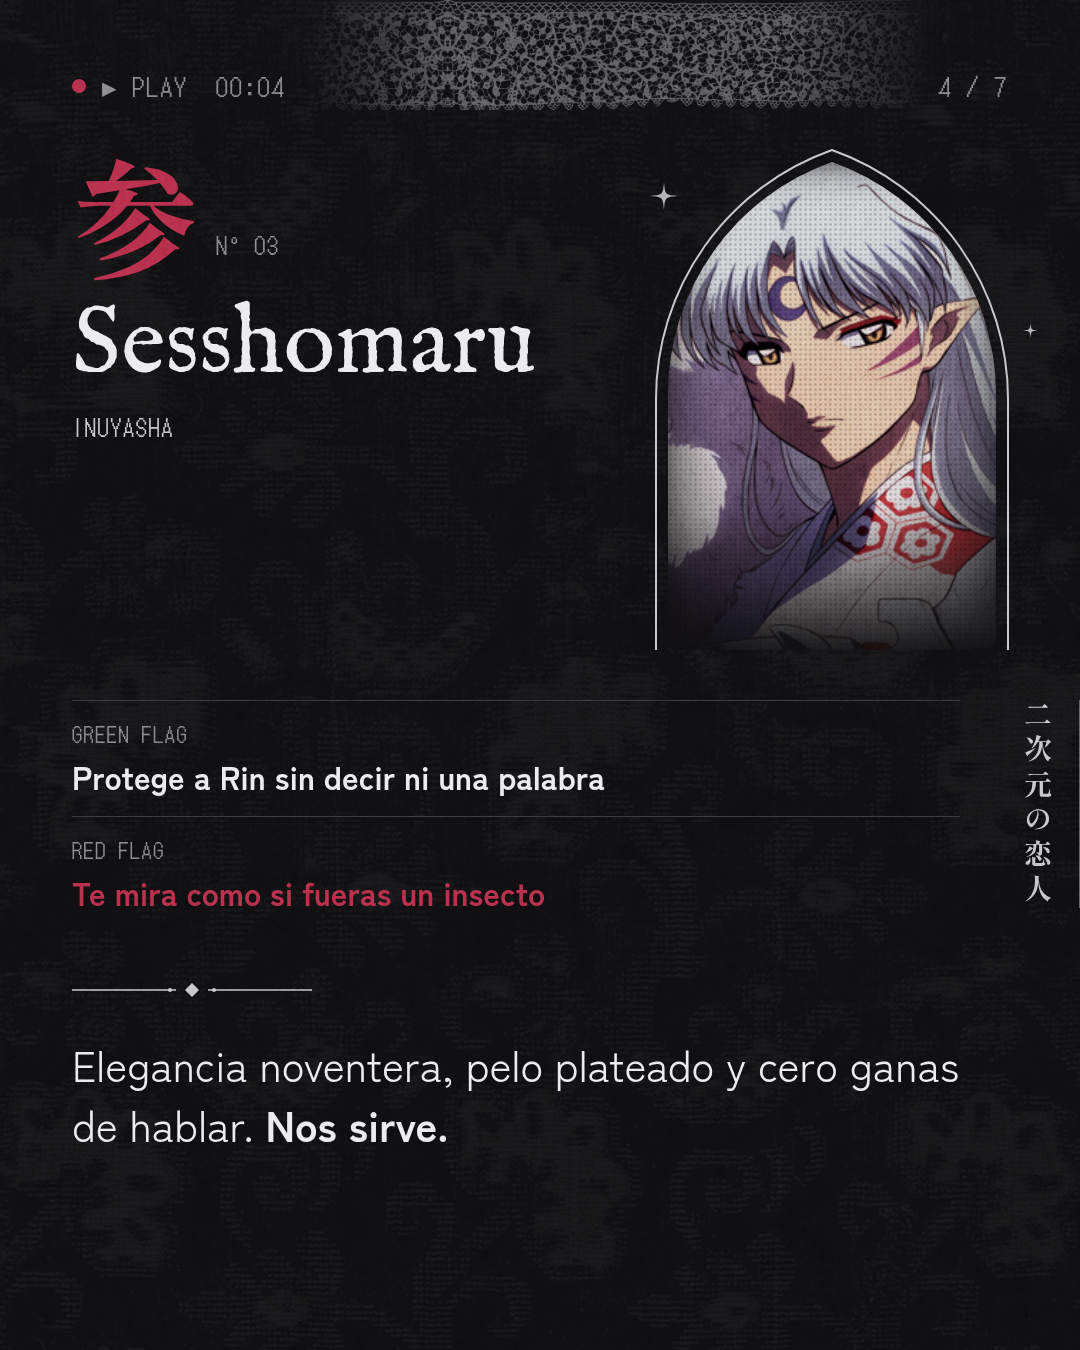 ▶ PLAY 00:04
4 / 7
参
N° 03
Sesshomaru
INUYASHA
GREEN FLAG
Protege a Rin sin decir ni una palabra
RED FLAG
Te mira como si fueras un insecto
二次元の恋人
Elegancia noventera, pelo plateado y cero ganas
de hablar. Nos sirve.